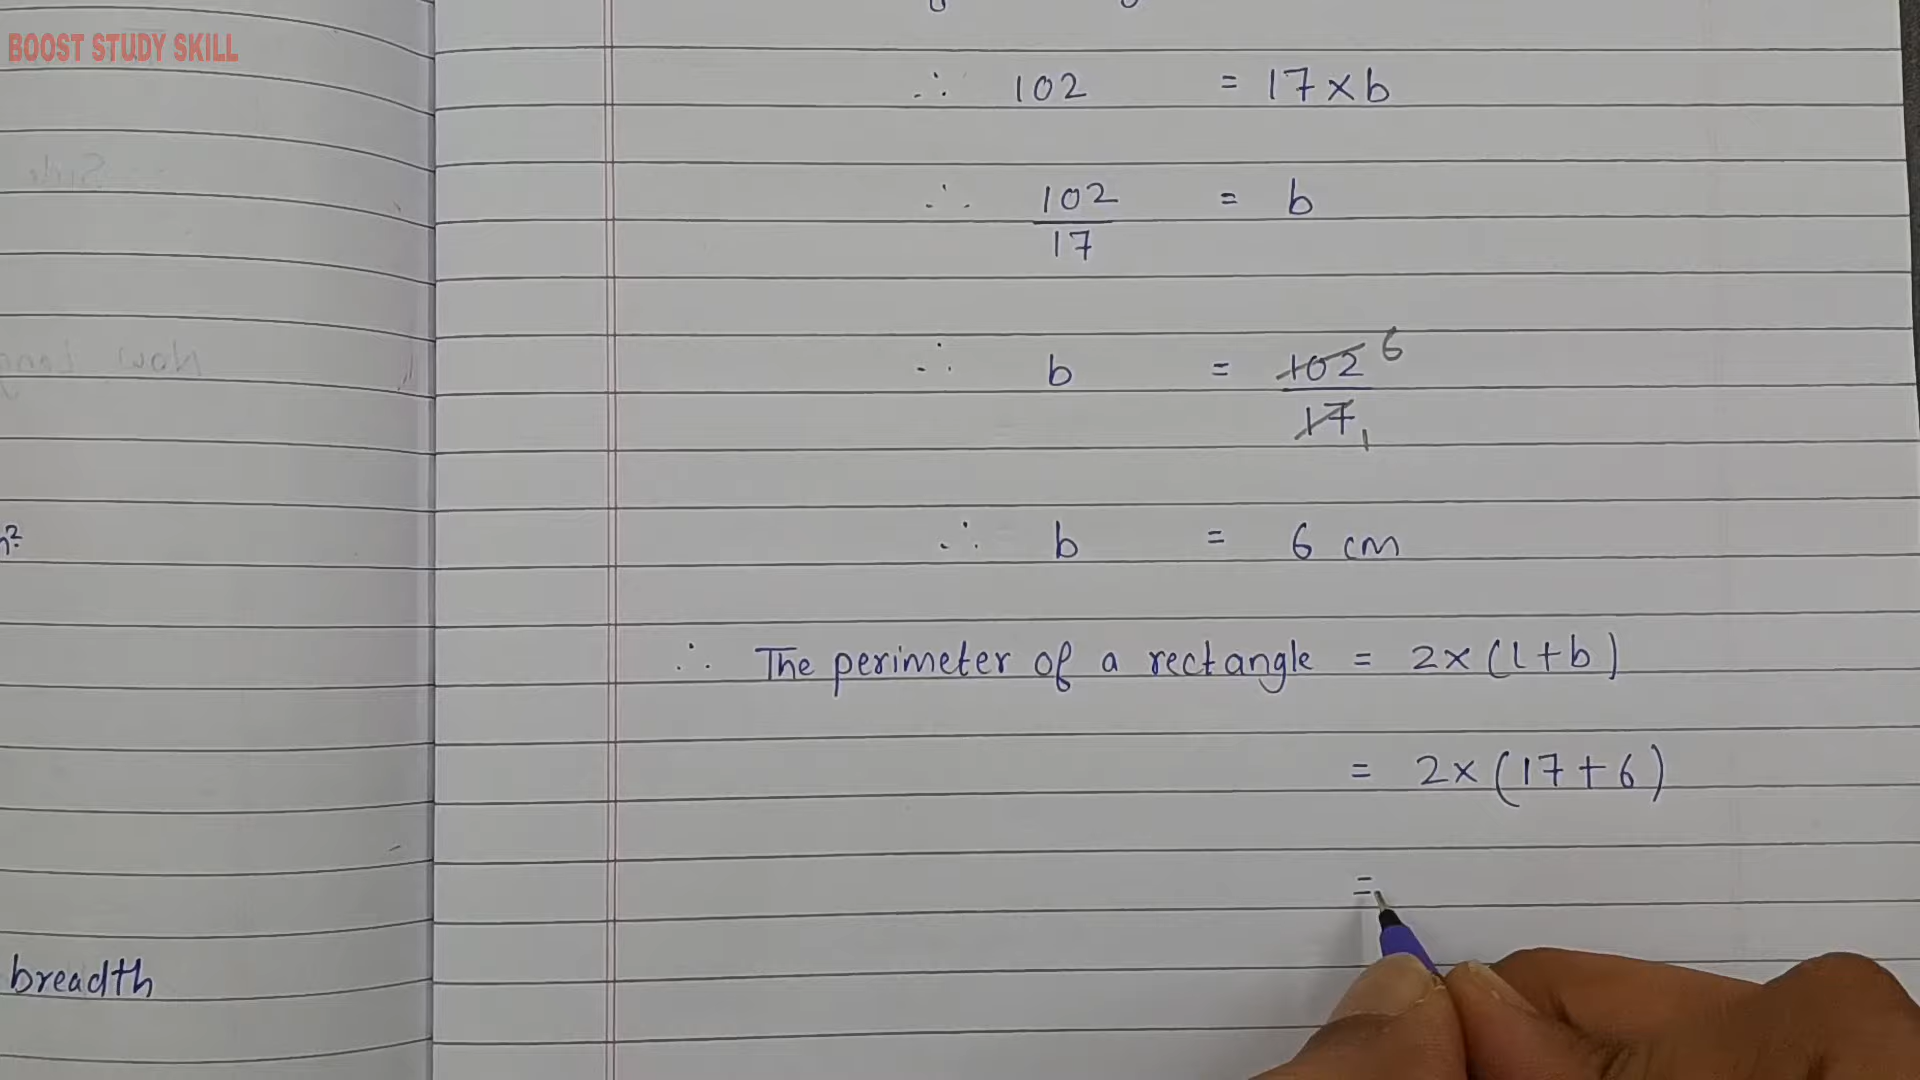 BOOST STUDY SKILL
∴ 102 = 17 × b
∴ 102/17 = b
∴ b = 102 6 / 17 1
∴ b = 6 cm
∴ The perimeter of a rectangle = 2 × (l + b)
= 2 × (17 + 6)
=
breadth